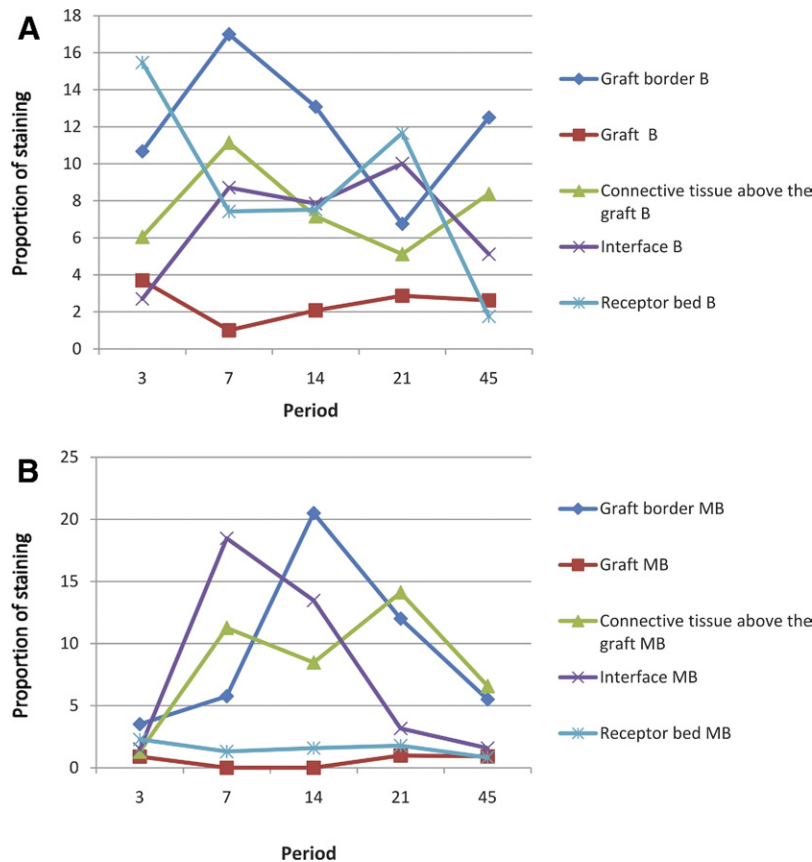 A
Proportion of staining
18
16
14
12
10
8
6
4
2
0
3 7 14 21 45
Period
Graft border B
Graft B
Connective tissue above the
graft B
Interface B
Receptor bed B
B
Proportion of staining
25
20
15
10
5
0
3 7 14 21 45
Period
Graft border MB
Graft MB
Connective tissue above the
graft MB
Interface MB
Receptor bed MB